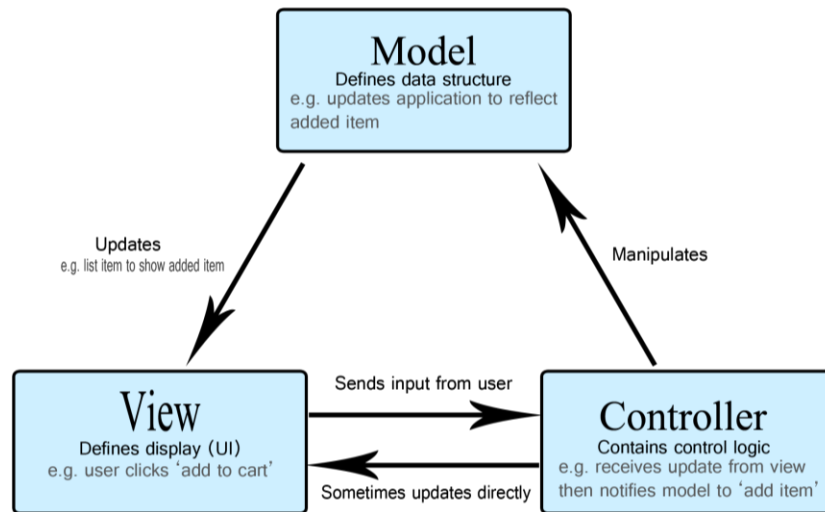 Model
Defines data structure
e.g. updates application to reflect
added item
Updates
e.g. list item to show added item
Manipulates
View
Defines display (UI)
e.g. user clicks ‘add to cart’
Sends input from user
Sometimes updates directly
Controller
Contains control logic
e.g. receives update from view
then notifies model to ‘add item’